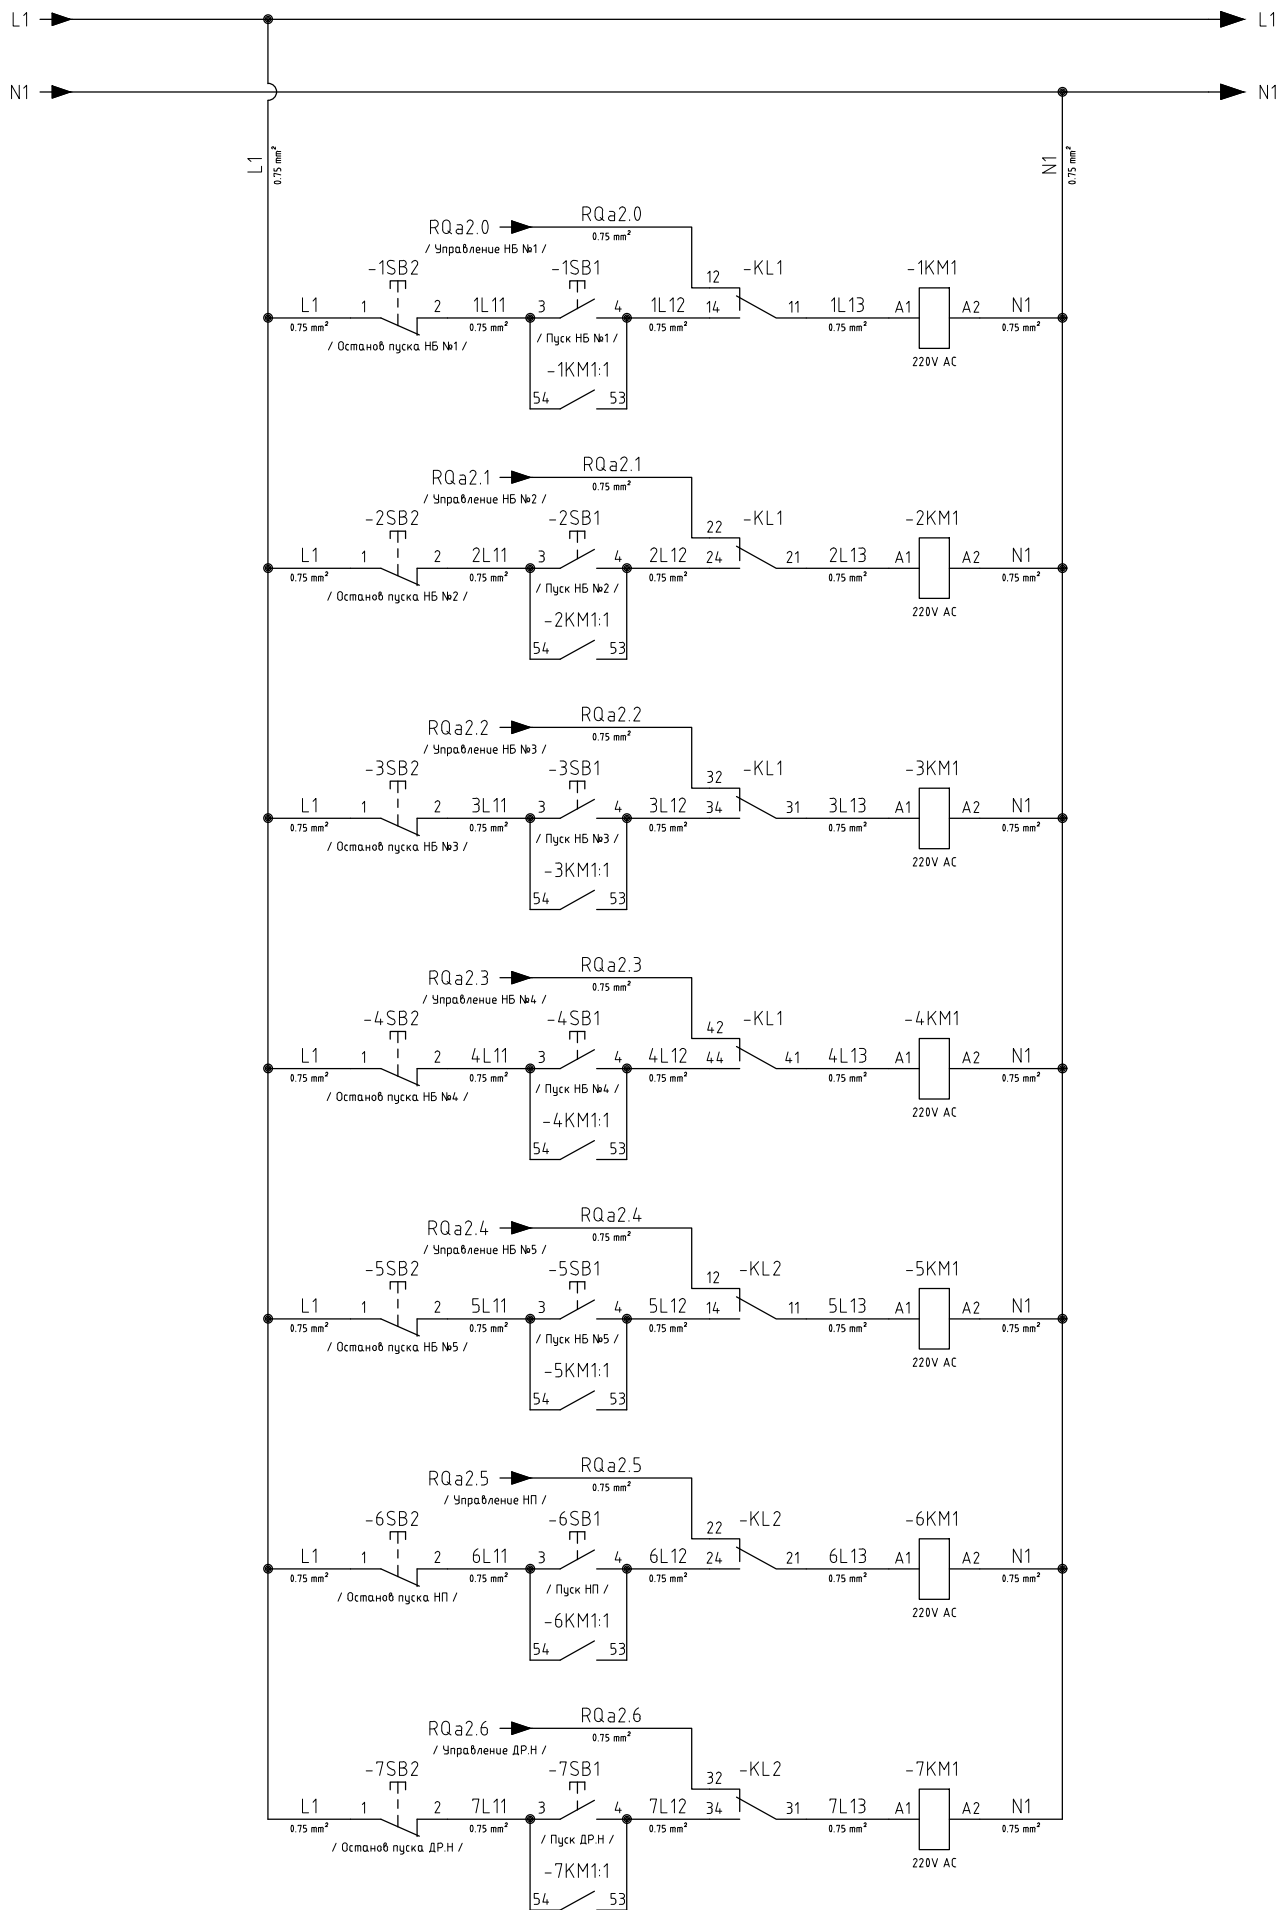 L1 L1
N1 N1
L1 0.75 mm²
N1 0.75 mm²
RQa2.0 RQa2.0
0.75 mm²
/ Управление НБ №1 /
-1SB2 -1SB1 12 -KL1 -1KM1
L1 1 2 1L11 3 4 1L12 14 11 1L13 A1 A2 N1
0.75 mm² 0.75 mm² 0.75 mm² 0.75 mm² 0.75 mm²
/ Останов пуска НБ №1 / / Пуск НБ №1 / 220V AC
-1KM1:1
54 53
RQa2.1 RQa2.1
0.75 mm²
/ Управление НБ №2 /
-2SB2 -2SB1 22 -KL1 -2KM1
L1 1 2 2L11 3 4 2L12 24 21 2L13 A1 A2 N1
0.75 mm² 0.75 mm² 0.75 mm² 0.75 mm² 0.75 mm²
/ Останов пуска НБ №2 / / Пуск НБ №2 / 220V AC
-2KM1:1
54 53
RQa2.2 RQa2.2
0.75 mm²
/ Управление НБ №3 /
-3SB2 -3SB1 32 -KL1 -3KM1
L1 1 2 3L11 3 4 3L12 34 31 3L13 A1 A2 N1
0.75 mm² 0.75 mm² 0.75 mm² 0.75 mm² 0.75 mm²
/ Останов пуска НБ №3 / / Пуск НБ №3 / 220V AC
-3KM1:1
54 53
RQa2.3 RQa2.3
0.75 mm²
/ Управление НБ №4 /
-4SB2 -4SB1 42 -KL1 -4KM1
L1 1 2 4L11 3 4 4L12 44 41 4L13 A1 A2 N1
0.75 mm² 0.75 mm² 0.75 mm² 0.75 mm² 0.75 mm²
/ Останов пуска НБ №4 / / Пуск НБ №4 / 220V AC
-4KM1:1
54 53
RQa2.4 RQa2.4
0.75 mm²
/ Управление НБ №5 /
-5SB2 -5SB1 12 -KL2 -5KM1
L1 1 2 5L11 3 4 5L12 14 11 5L13 A1 A2 N1
0.75 mm² 0.75 mm² 0.75 mm² 0.75 mm² 0.75 mm²
/ Останов пуска НБ №5 / / Пуск НБ №5 / 220V AC
-5KM1:1
54 53
RQa2.5 RQa2.5
0.75 mm²
/ Управление НП /
-6SB2 -6SB1 22 -KL2 -6KM1
L1 1 2 6L11 3 4 6L12 24 21 6L13 A1 A2 N1
0.75 mm² 0.75 mm² 0.75 mm² 0.75 mm² 0.75 mm²
/ Останов пуска НП / / Пуск НП / 220V AC
-6KM1:1
54 53
RQa2.6 RQa2.6
0.75 mm²
/ Управление ДР.Н /
-7SB2 -7SB1 32 -KL2 -7KM1
L1 1 2 7L11 3 4 7L12 34 31 7L13 A1 A2 N1
0.75 mm² 0.75 mm² 0.75 mm² 0.75 mm² 0.75 mm²
/ Останов пуска ДР.Н / / Пуск ДР.Н / 220V AC
-7KM1:1
54 53